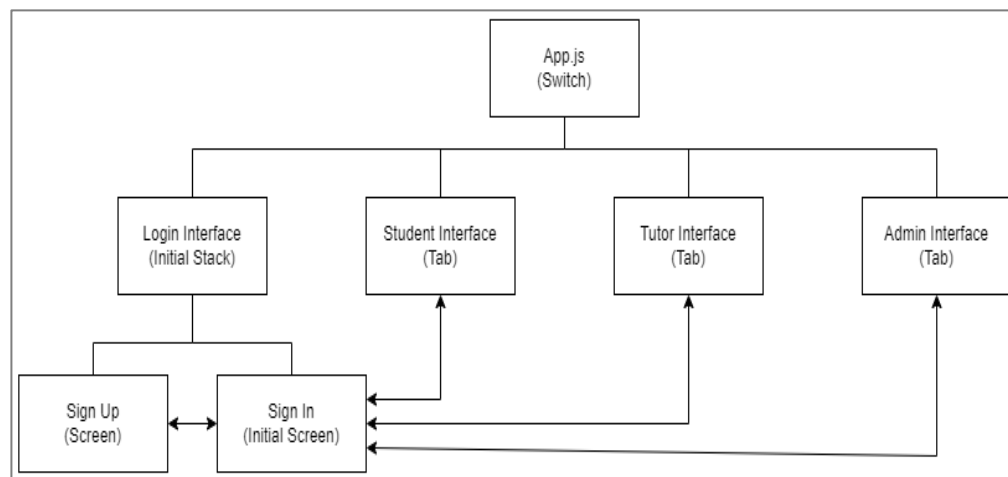 App.js
(Switch)
Login Interface
(Initial Stack)
Student Interface
(Tab)
Tutor Interface
(Tab)
Admin Interface
(Tab)
Sign Up
(Screen)
Sign In
(Initial Screen)